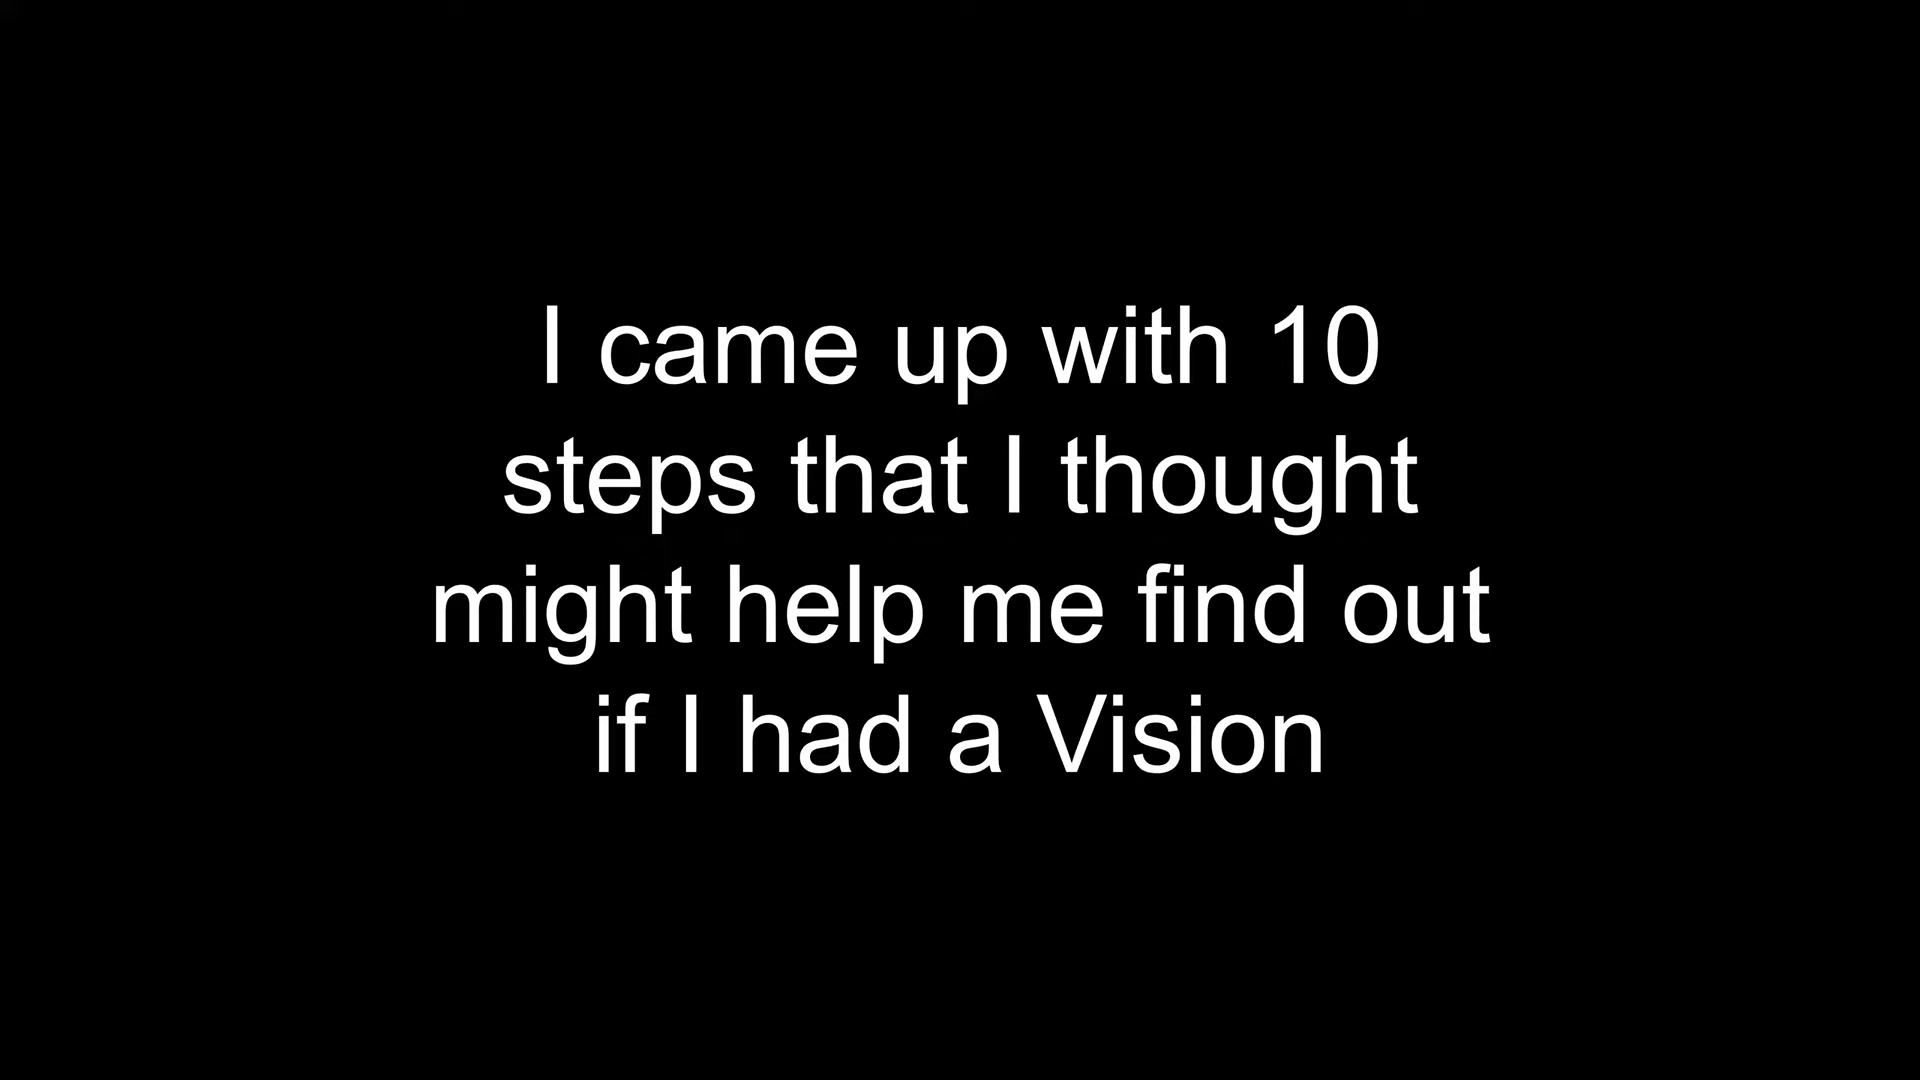 I came up with 10
steps that I thought
might help me find out
if I had a Vision